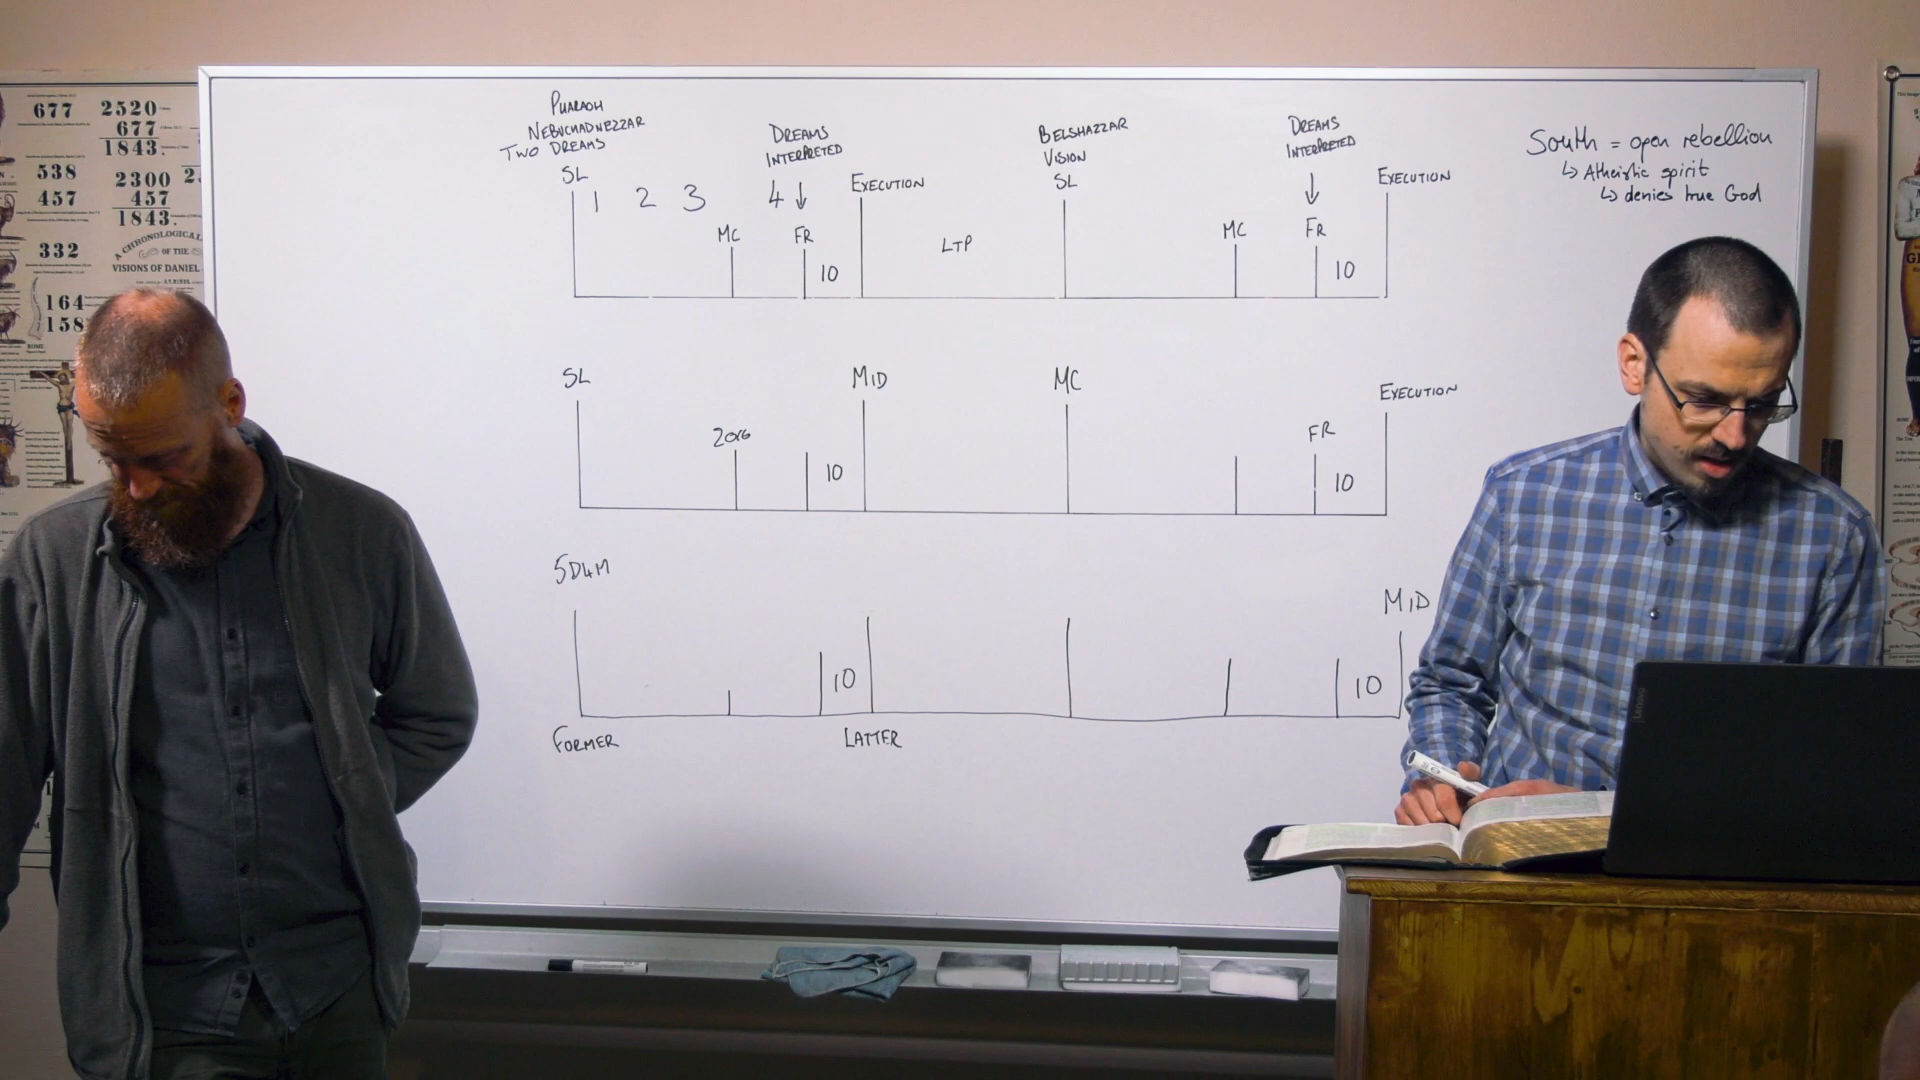 677
2520
677
1843.
538
457
2300
457
1843.
332
A CHRONOLOGICAL
OF THE
VISIONS OF DANIEL
164
158
PHARAOH
NEBUCHADNEZZAR
TWO DREAMS
SL
1 2 3 4
DREAMS
INTERPRETED
EXECUTION
MC
FR
10
LTP
BELSHAZZAR
VISION
SL
DREAMS
INTERPRETED
EXECUTION
MC
FR
10
South = open rebellion
↳ Atheistic spirit
↳ denies true God
SL
MID
MC
EXECUTION
2016
FR
10
10
5D4M
MID
10
10
FORMER
LATTER
Lenovo